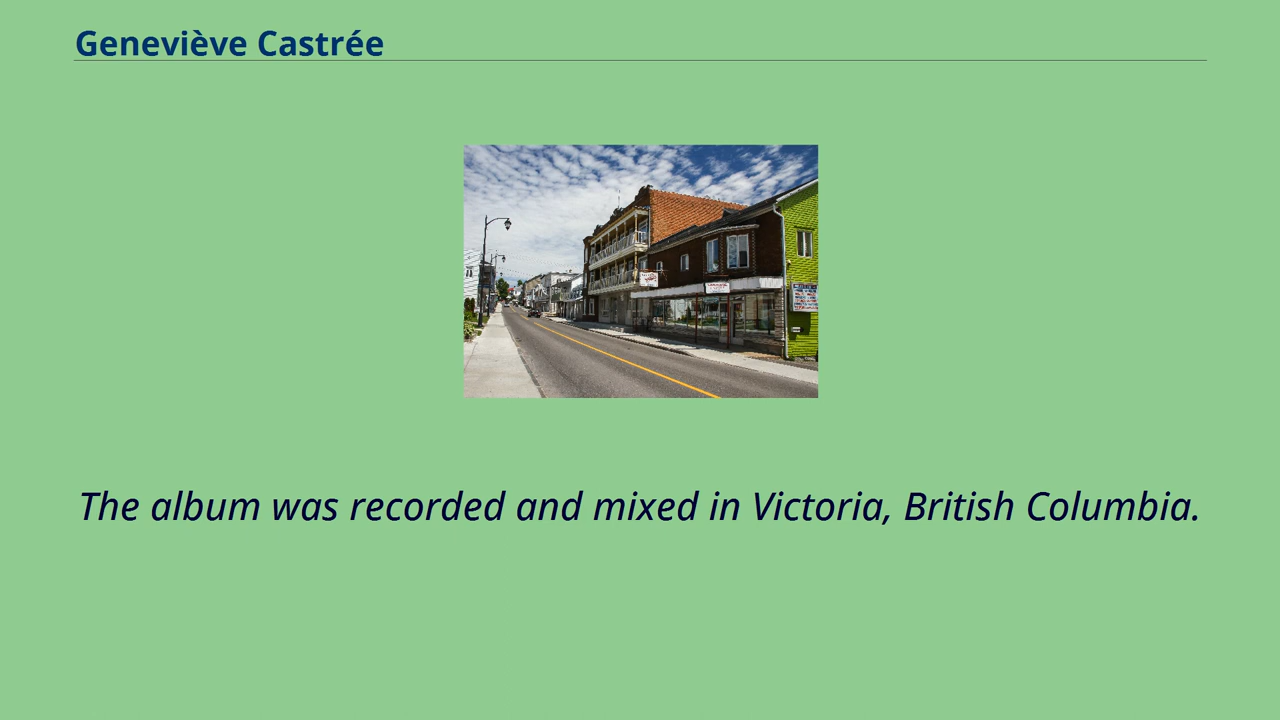 Geneviève Castrée
The album was recorded and mixed in Victoria, British Columbia.